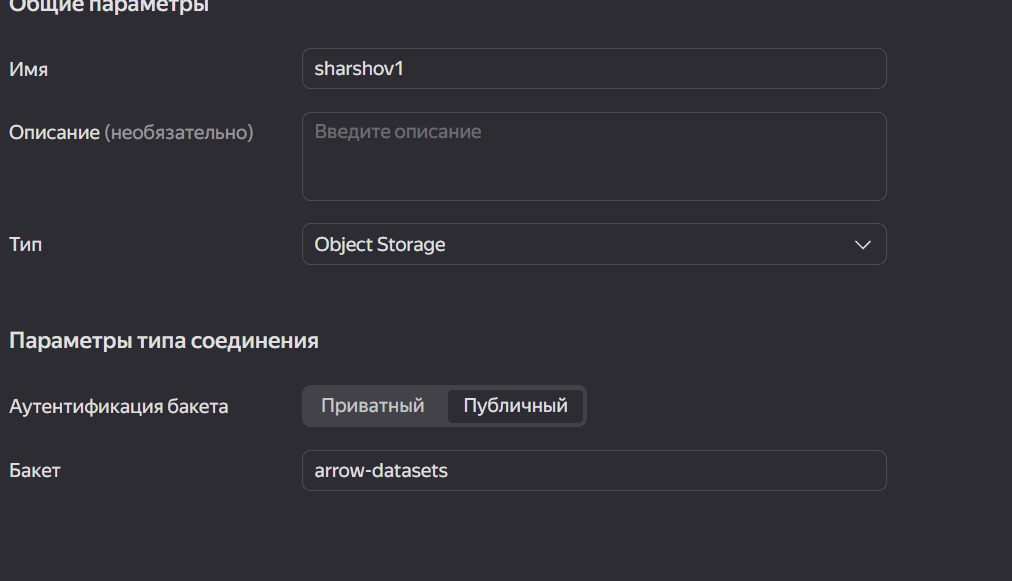 Общие параметры
Имя
sharshov1
Описание (необязательно)
Введите описание
Тип
Object Storage
Параметры типа соединения
Аутентификация бакета
Приватный
Публичный
Бакет
arrow-datasets